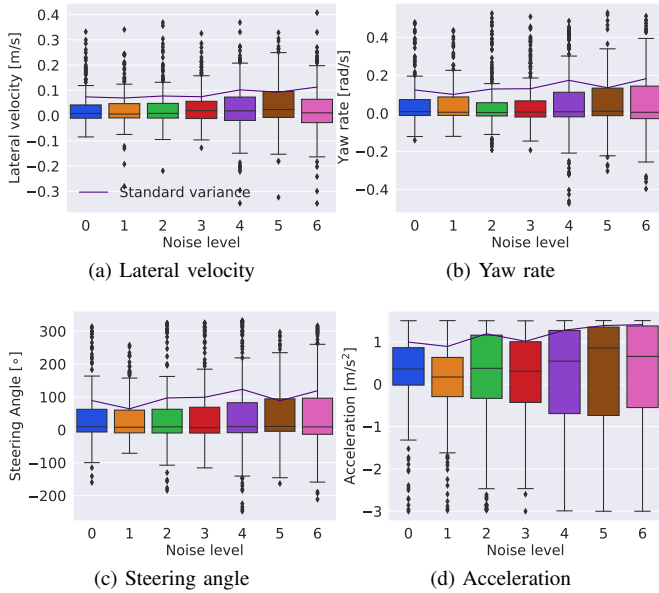 0.4
0.3
0.2
0.1
0.0
−0.1
−0.2
−0.3
Lateral velocity [m/s]
Standard variance
0 1 2 3 4 5 6
Noise level
(a) Lateral velocity
0.4
0.2
0.0
−0.2
−0.4
Yaw rate [rad/s]
0 1 2 3 4 5 6
Noise level
(b) Yaw rate
300
200
100
0
−100
−200
Steering Angle [∘]
0 1 2 3 4 5 6
Noise level
(c) Steering angle
1
0
−1
−2
−3
Acceleration [m/s²]
0 1 2 3 4 5 6
Noise level
(d) Acceleration